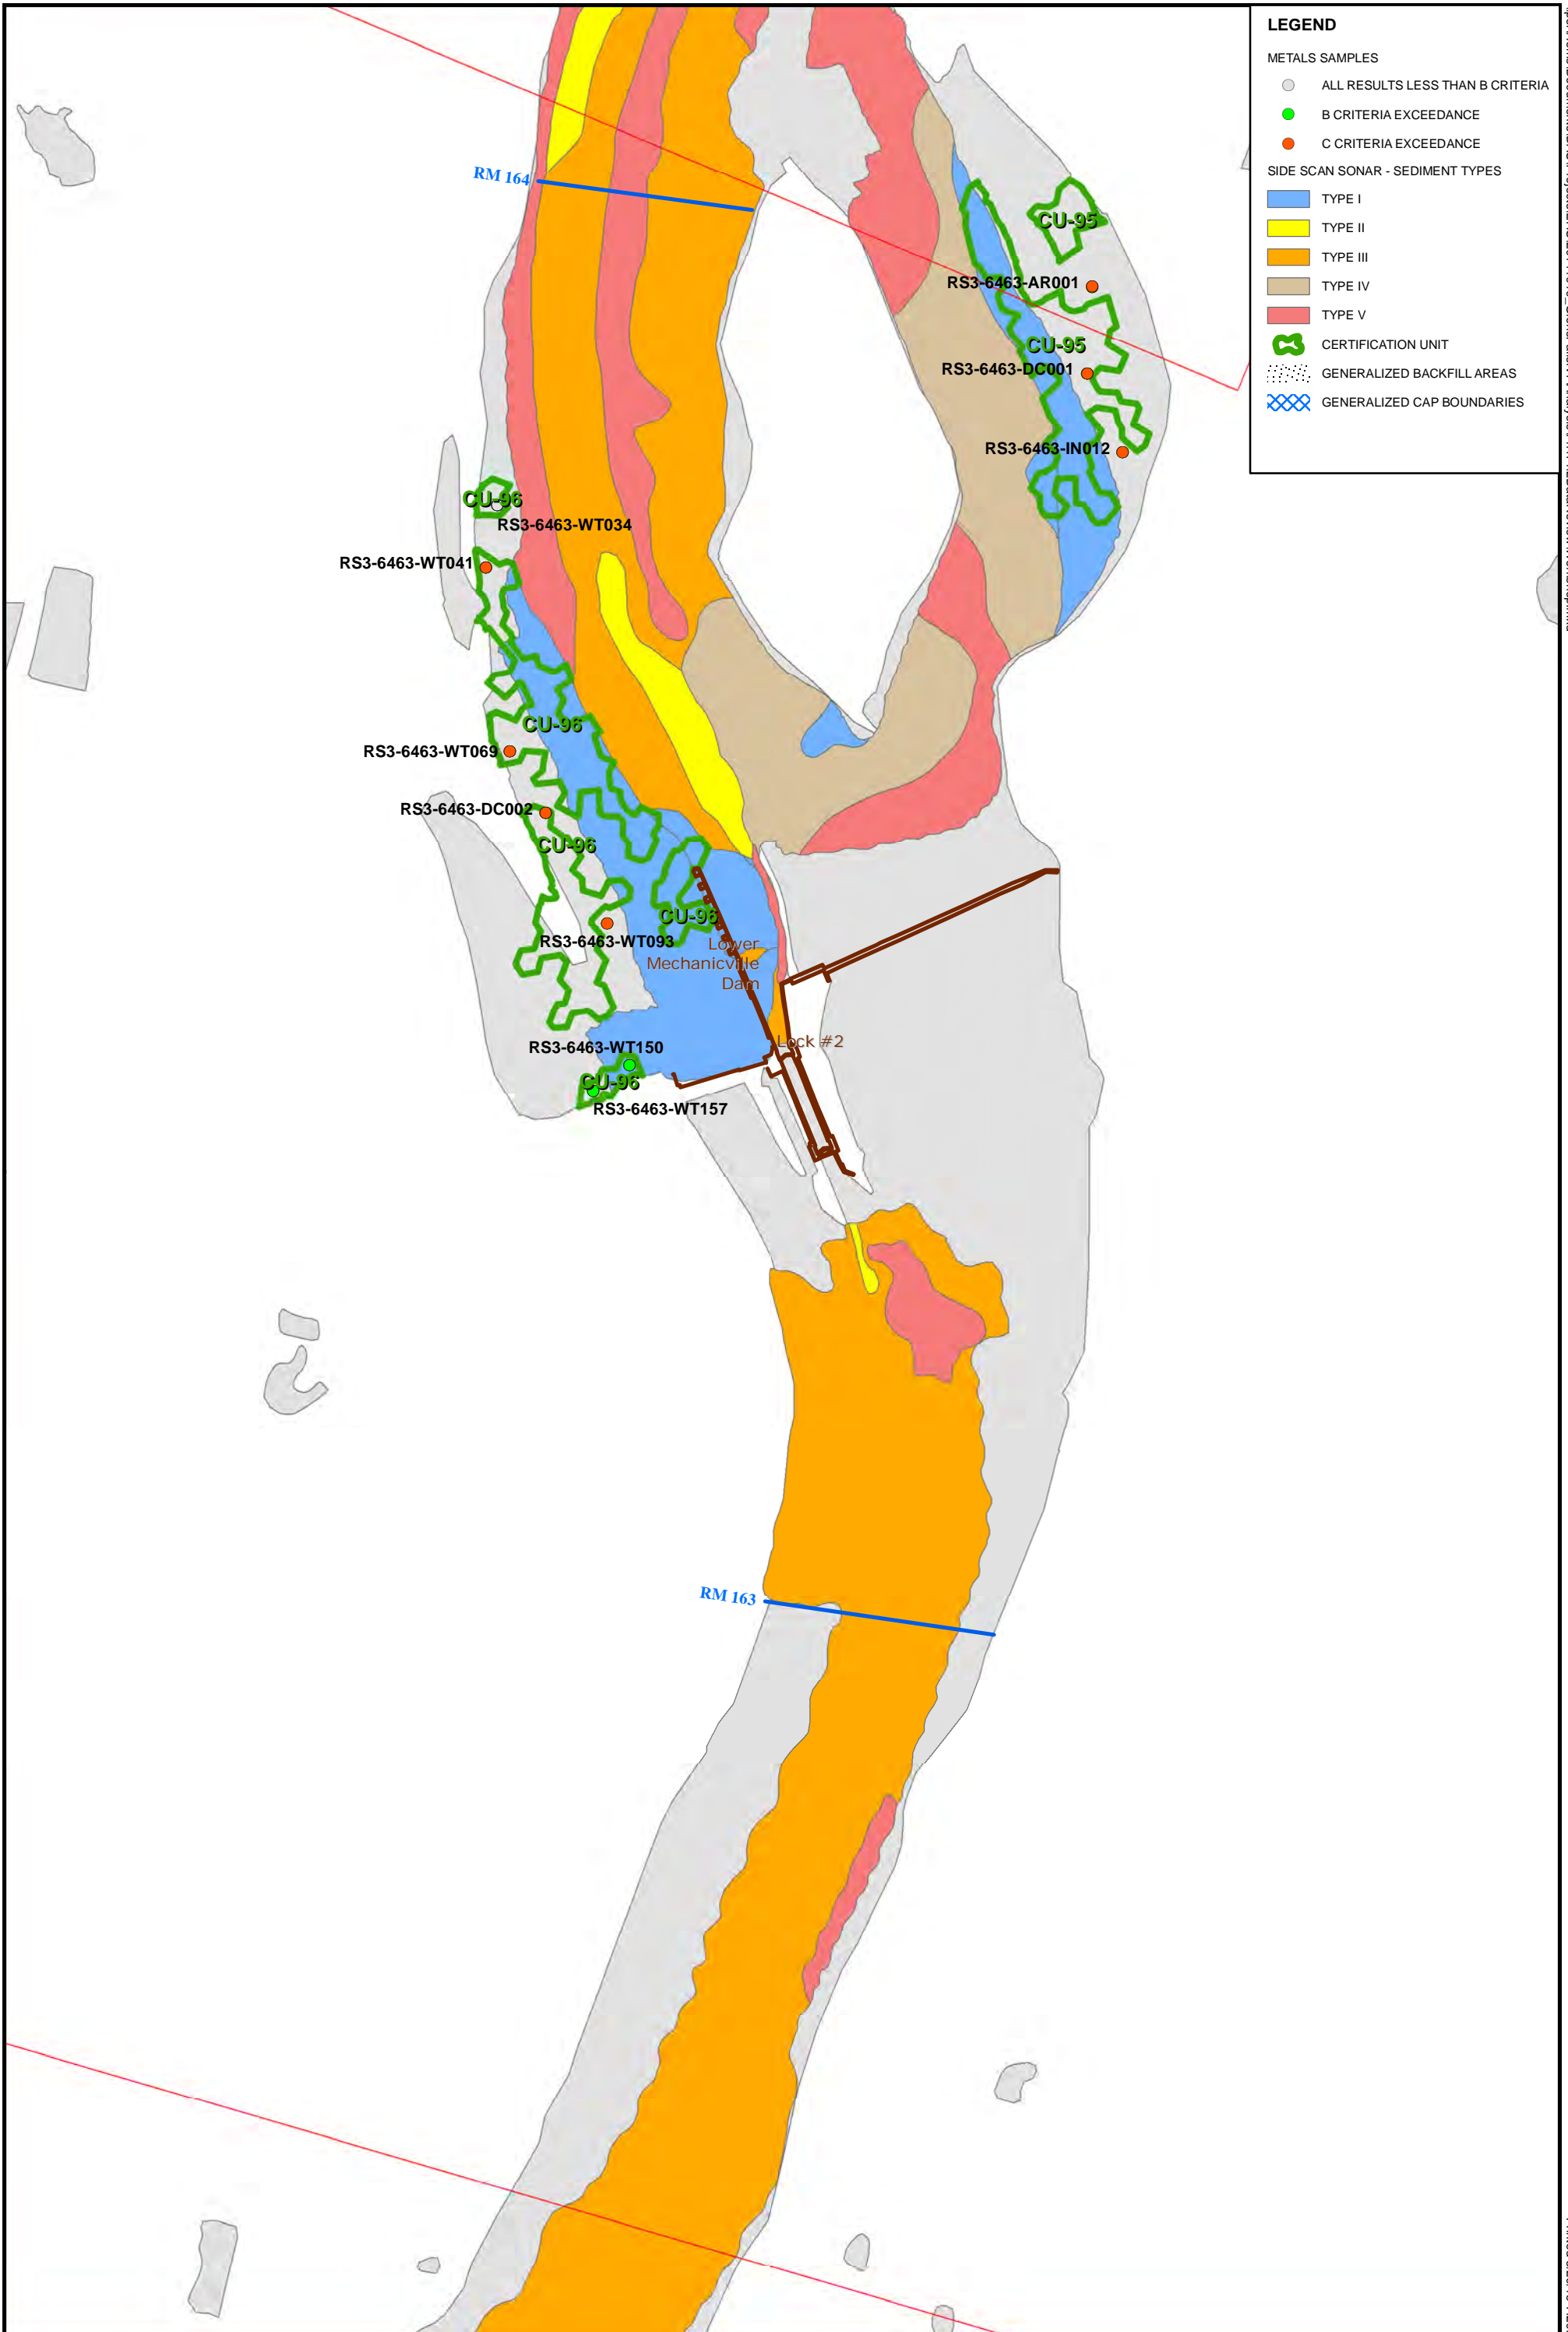 LEGEND
METALS SAMPLES
ALL RESULTS LESS THAN B CRITERIA
B CRITERIA EXCEEDANCE
C CRITERIA EXCEEDANCE
SIDE SCAN SONAR - SEDIMENT TYPES
TYPE I
TYPE II
TYPE III
TYPE IV
TYPE V
CERTIFICATION UNIT
GENERALIZED BACKFILL AREAS
GENERALIZED CAP BOUNDARIES
RM 164
CU-95
RS3-6463-AR001
CU-95
RS3-6463-DC001
RS3-6463-IN012
CU-96
RS3-6463-WT034
RS3-6463-WT041
CU-96
RS3-6463-WT069
RS3-6463-DC002
CU-96
CU-96
RS3-6463-WT093
Lower
Mechanicville
Dam
Lock #2
RS3-6463-WT150
CU-96
RS3-6463-WT157
RM 163